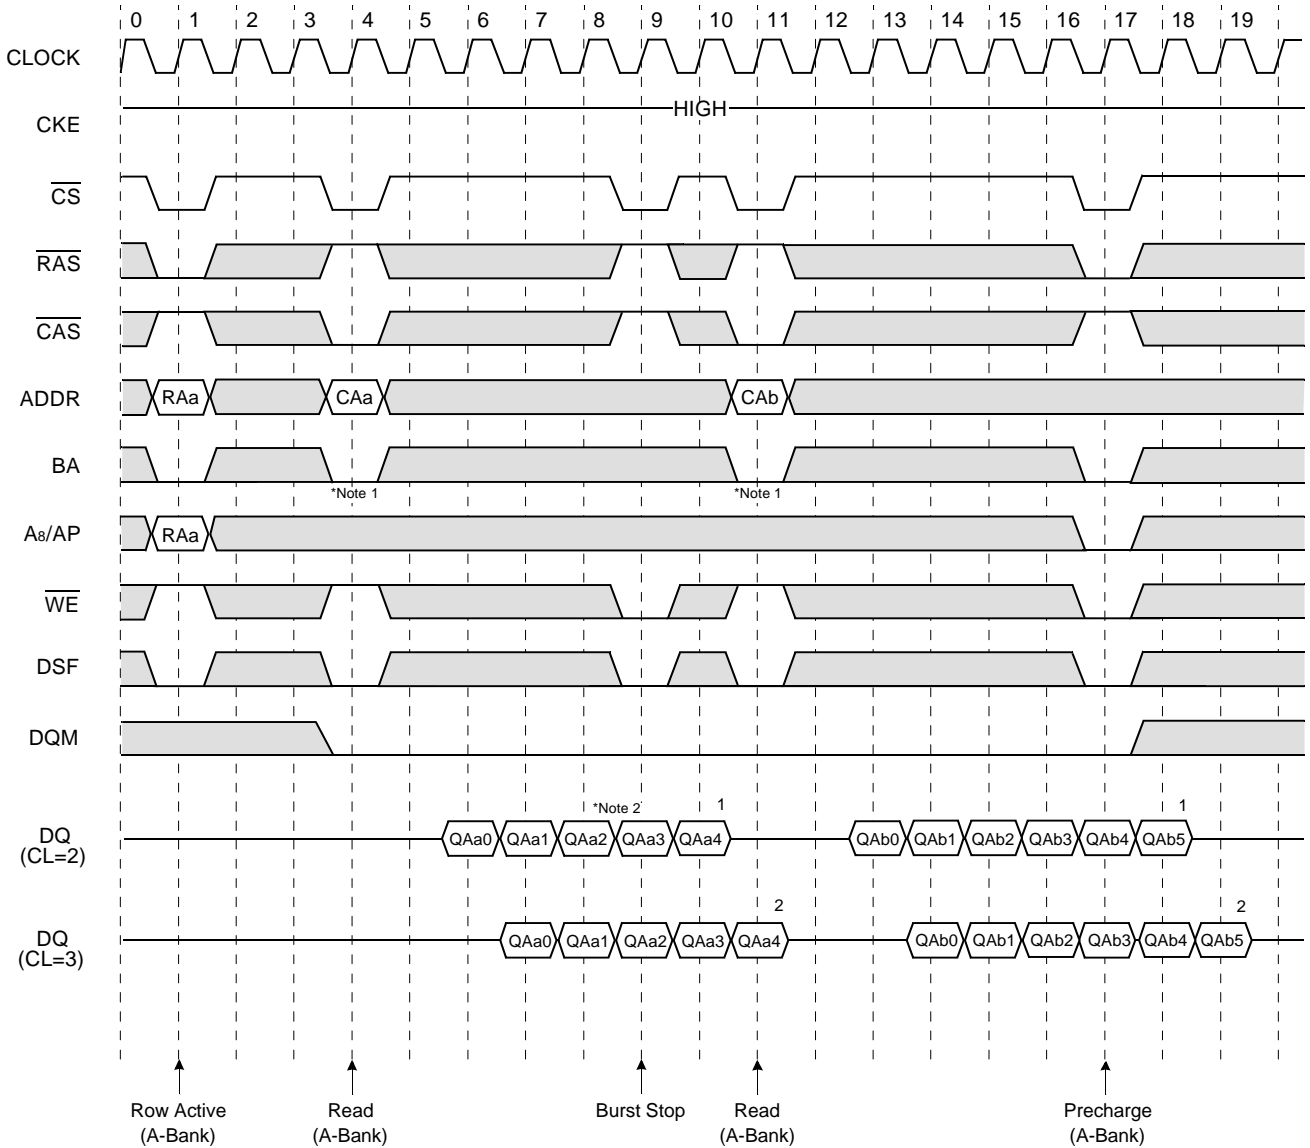 0 1 2 3 4 5 6 7 8 9 10 11 12 13 14 15 16 17 18 19
CLOCK
HIGH
CKE
CS
RAS
CAS
ADDR RAa CAa CAb
BA
*Note 1 *Note 1
A8/AP RAa
WE
DSF
DQM
*Note 2 1 1
DQ QAa0 QAa1 QAa2 QAa3 QAa4 QAb0 QAb1 QAb2 QAb3 QAb4 QAb5
(CL=2)
2 2
DQ QAa0 QAa1 QAa2 QAa3 QAa4 QAb0 QAb1 QAb2 QAb3 QAb4 QAb5
(CL=3)
Row Active Read Burst Stop Read Precharge
(A-Bank) (A-Bank) (A-Bank) (A-Bank)